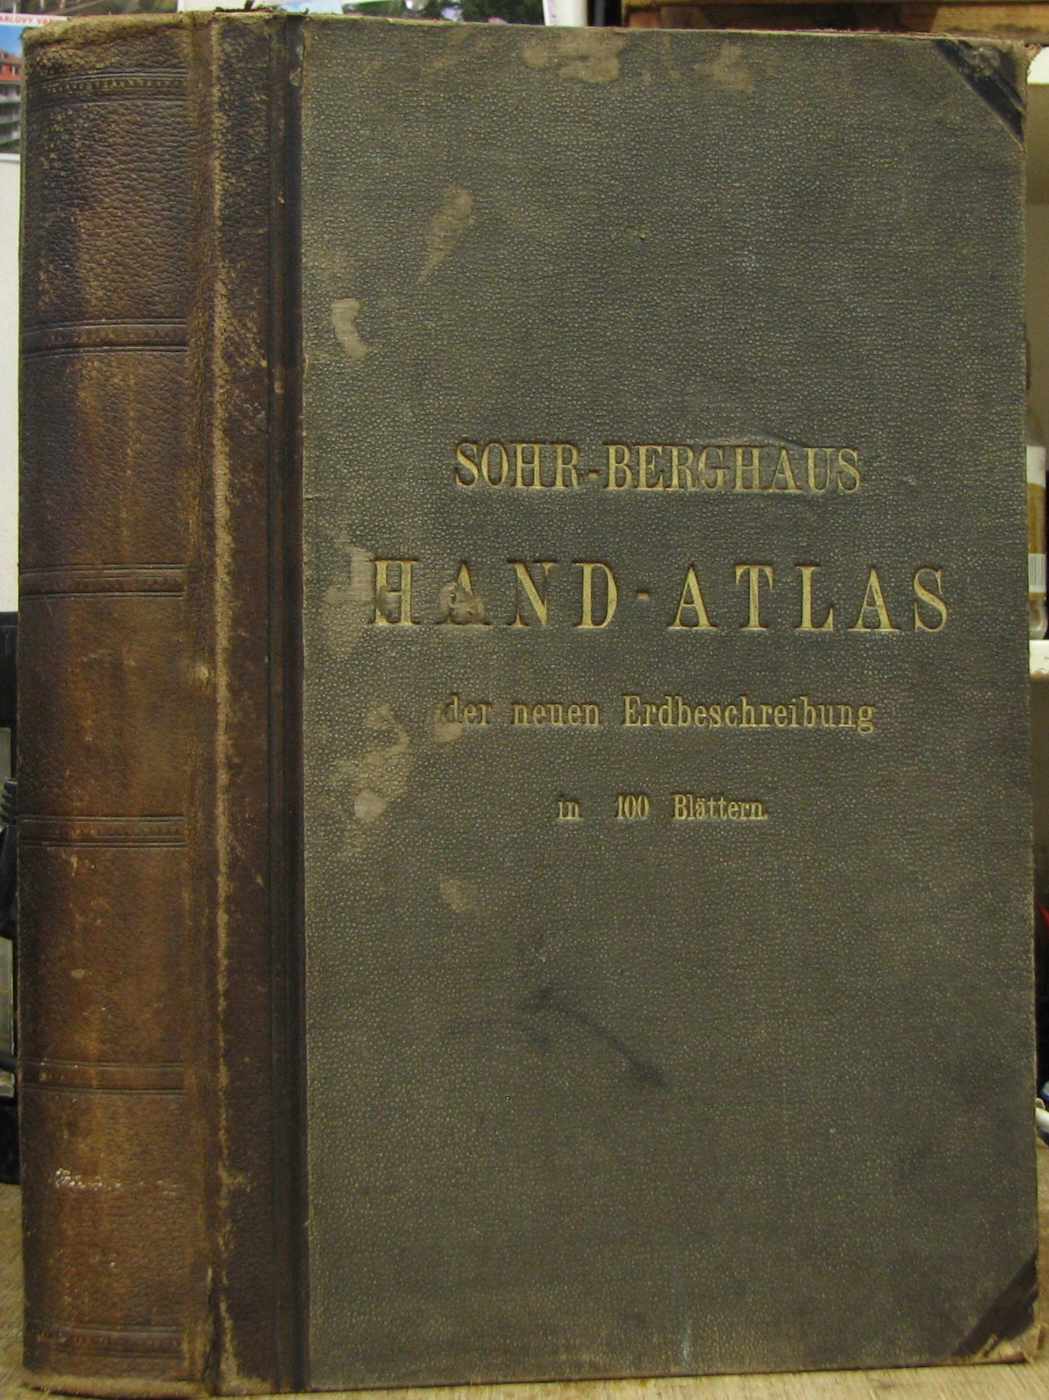 SOHR-BERGHAUS
HAND-ATLAS
der neuen Erdbeschreibung
in 100 Blättern.